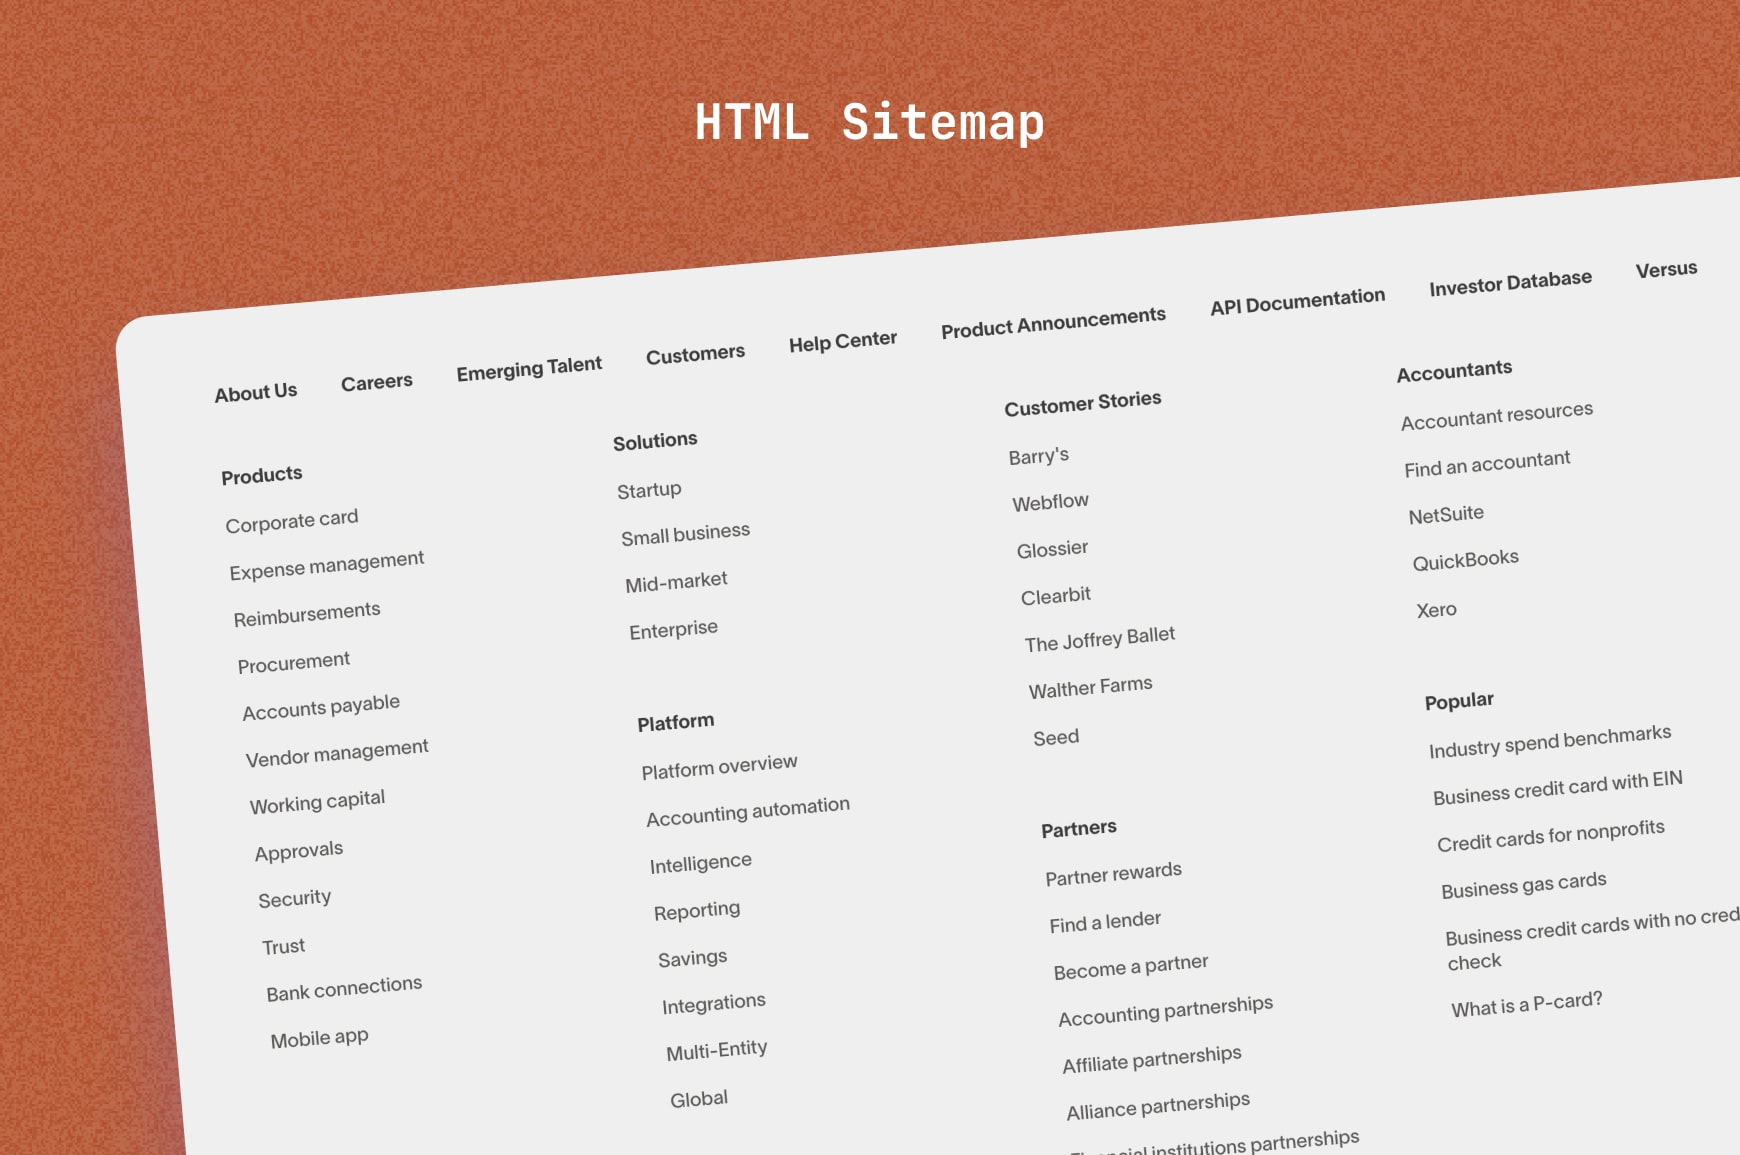 HTML Sitemap
About Us
Careers
Emerging Talent
Customers
Help Center
Product Announcements
API Documentation
Investor Database
Versus
Products
Corporate card
Expense management
Reimbursements
Procurement
Accounts payable
Vendor management
Working capital
Approvals
Security
Trust
Bank connections
Mobile app
Solutions
Startup
Small business
Mid-market
Enterprise
Platform
Platform overview
Accounting automation
Intelligence
Reporting
Savings
Integrations
Multi-Entity
Global
Customer Stories
Barry's
Webflow
Glossier
Clearbit
The Joffrey Ballet
Walther Farms
Seed
Partners
Partner rewards
Find a lender
Become a partner
Accounting partnerships
Affiliate partnerships
Alliance partnerships
institutions partnerships
Accountants
Accountant resources
Find an accountant
NetSuite
QuickBooks
Xero
Popular
Industry spend benchmarks
Business credit card with EIN
Credit cards for nonprofits
Business gas cards
Business credit cards with no
check
What is a P-card?